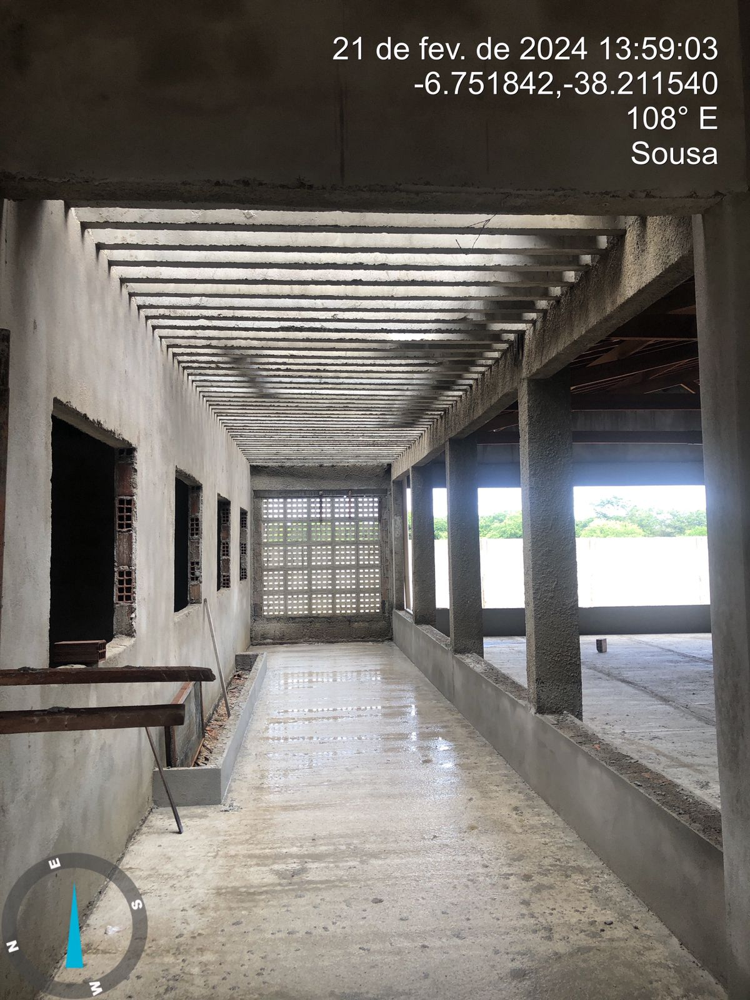 21 de fev. de 2024 13:59:03
-6.751842,-38.211540
108° E
Sousa
E
S
N
W